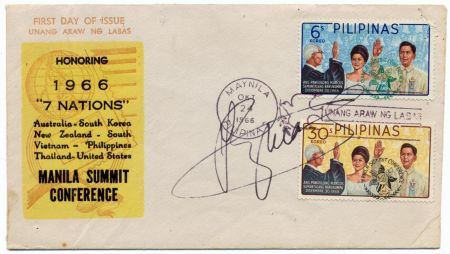 FIRST DAY OF ISSUE
UNANG ARAW NG LABAS
HONORING
1966
"7 NATIONS"
Australia - South Korea
New Zealand - South
Vietnam - Philippines
Thailand - United States
MANILA SUMMIT
CONFERENCE
MAYNILA
OKT
24
1966
PILIPINAS
6s PILIPINAS
KOREO
UNANG ARAW NG LABAS
30s PILIPINAS
KOREO